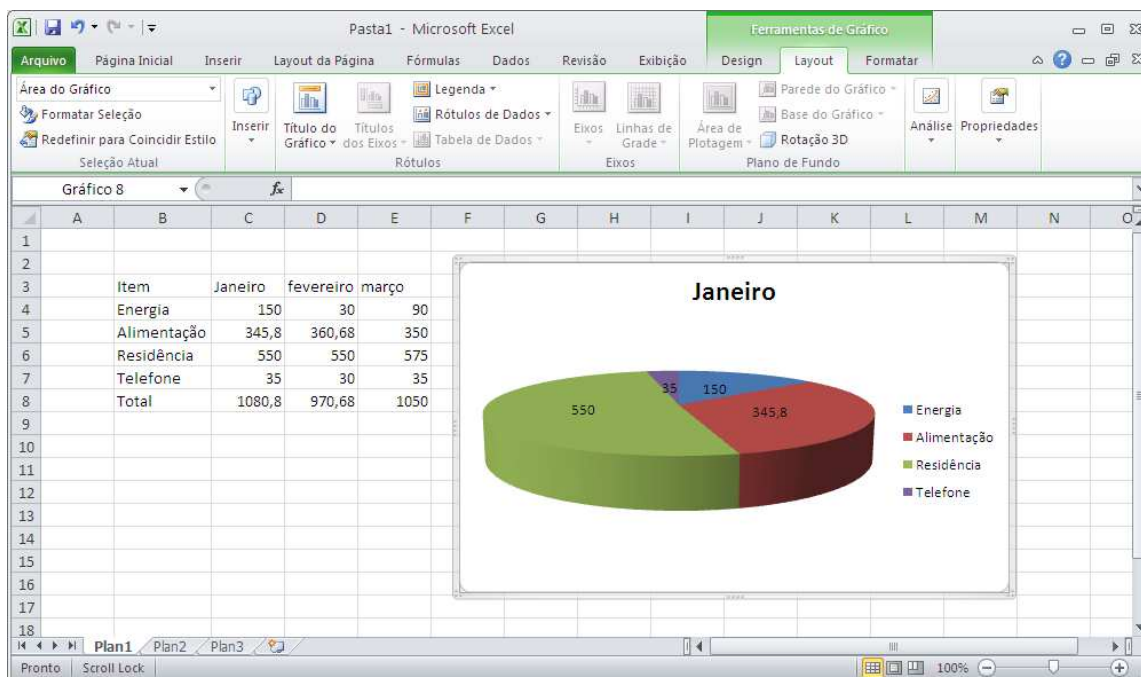 Pasta1 - Microsoft Excel
Ferramentas de Gráfico
Arquivo Página Inicial Inserir Layout da Página Fórmulas Dados Revisão Exibição Design Layout Formatar
Área do Gráfico
Formatar Seleção
Redefinir para Coincidir Estilo
Seleção Atual
Inserir
Título do Gráfico
Títulos dos Eixos
Legenda
Rótulos de Dados
Tabela de Dados
Rótulos
Eixos
Linhas de Grade
Eixos
Área de Plotagem
Parede do Gráfico
Base do Gráfico
Rotação 3D
Plano de Fundo
Análise
Propriedades
Gráfico 8
fx
A B C D E F G H I J K L M N O
1
2
3 Item Janeiro fevereiro março
4 Energia 150 30 90
5 Alimentação 345,8 360,68 350
6 Residência 550 550 575
7 Telefone 35 30 35
8 Total 1080,8 970,68 1050
9
10
11
12
13
14
15
16
17
18
Janeiro
35 150
550 345,8
Energia
Alimentação
Residência
Telefone
Plan1 Plan2 Plan3
Pronto Scroll Lock 100%